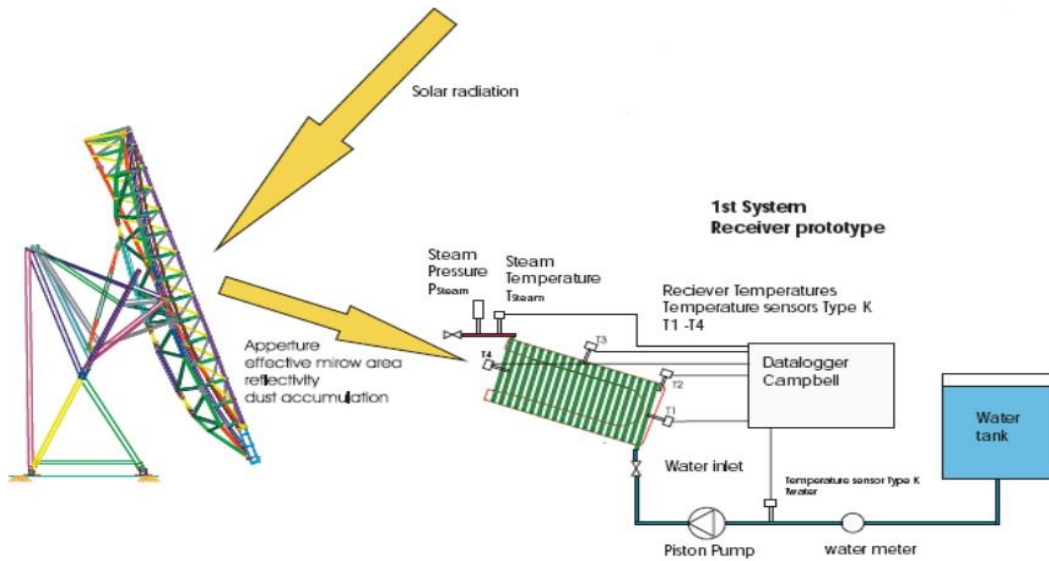 Solar radiation
1st System
Receiver prototype
Steam
Pressure
PSteam
Steam
Temperature
TSteam
Reciever Temperatures
Temperature sensors Type K
T1 -T4
Apperture
effective mirow area
reflectivity
dust accumulation
T4
T3
T2
T1
Datalogger
Campbell
Water
tank
Water inlet
Temperature sensor Type K
Twater
Piston Pump
water meter